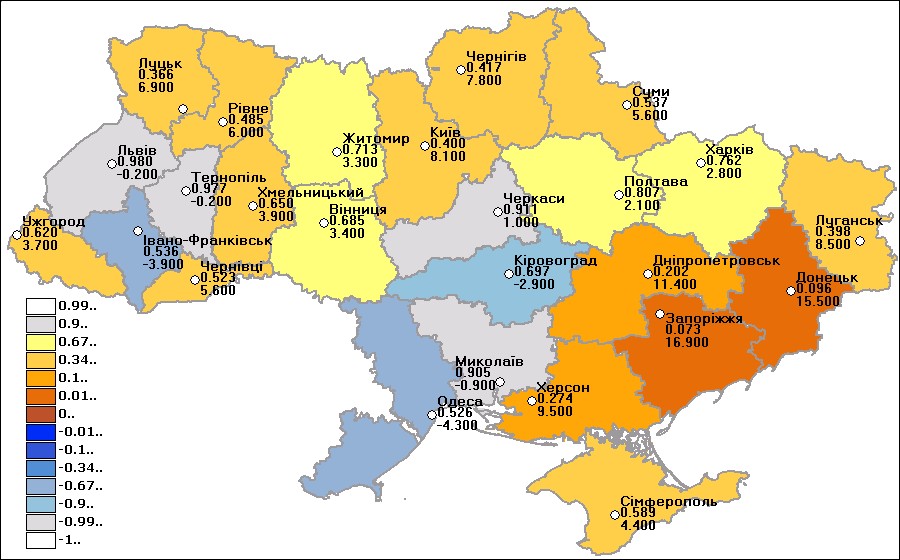 Чернігів
0.417
7.800
Луцьк
0.366
6.900
Суми
0.537
5.600
Рівне
0.485
6.000
Київ
0.400
8.100
Житомир
0.713
3.300
Харків
0.762
2.800
Львів
0.980
-0.200
Тернопіль
0.977
-0.200
Полтава
0.807
2.100
Хмельницький
0.650
3.900
Черкаси
0.911
1.000
Вінниця
0.685
3.400
Ужгород
0.620
3.700
Луганськ
0.398
8.500
Івано-Франківськ
0.536
-3.900
Кіровоград
0.697
-2.900
Дніпропетровськ
0.202
11.400
Чернівці
0.523
5.600
Донецьк
0.096
15.500
Запоріжжя
0.073
16.900
Миколаїв
0.905
-0.900
Херсон
0.274
9.500
Одеса
0.526
-4.300
Сімферополь
0.589
4.400
0.99..
0.9..
0.67..
0.34..
0.1..
0.01..
0..
-0.01..
-0.1..
-0.34..
-0.67..
-0.9..
-0.99..
-1..